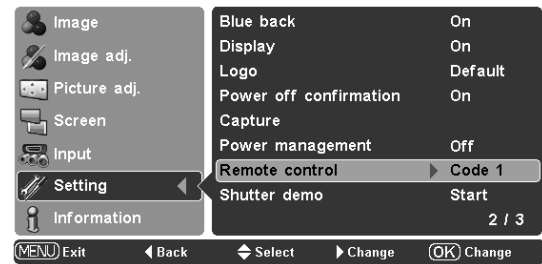 Image
Image adj.
Picture adj.
Screen
Input
Setting
Information
Blue back On
Display On
Logo Default
Power off confirmation On
Capture
Power management Off
Remote control Code 1
Shutter demo Start
2 / 3
MENU Exit Back Select Change OK Change